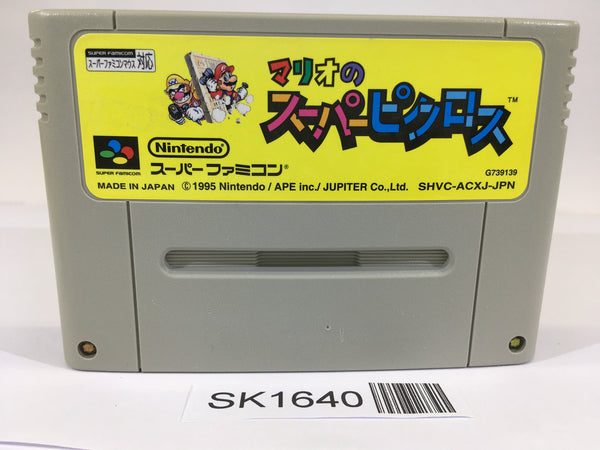 SUPER FAMICOM
スーパーファミコンマウス対応
マリオの
スーパーピクロス™
SUPER FAMICOM
Nintendo
スーパーファミコン®
G739139
MADE IN JAPAN © 1995 Nintendo / APE inc./ JUPITER Co.,Ltd. SHVC-ACXJ-JPN
SK1640